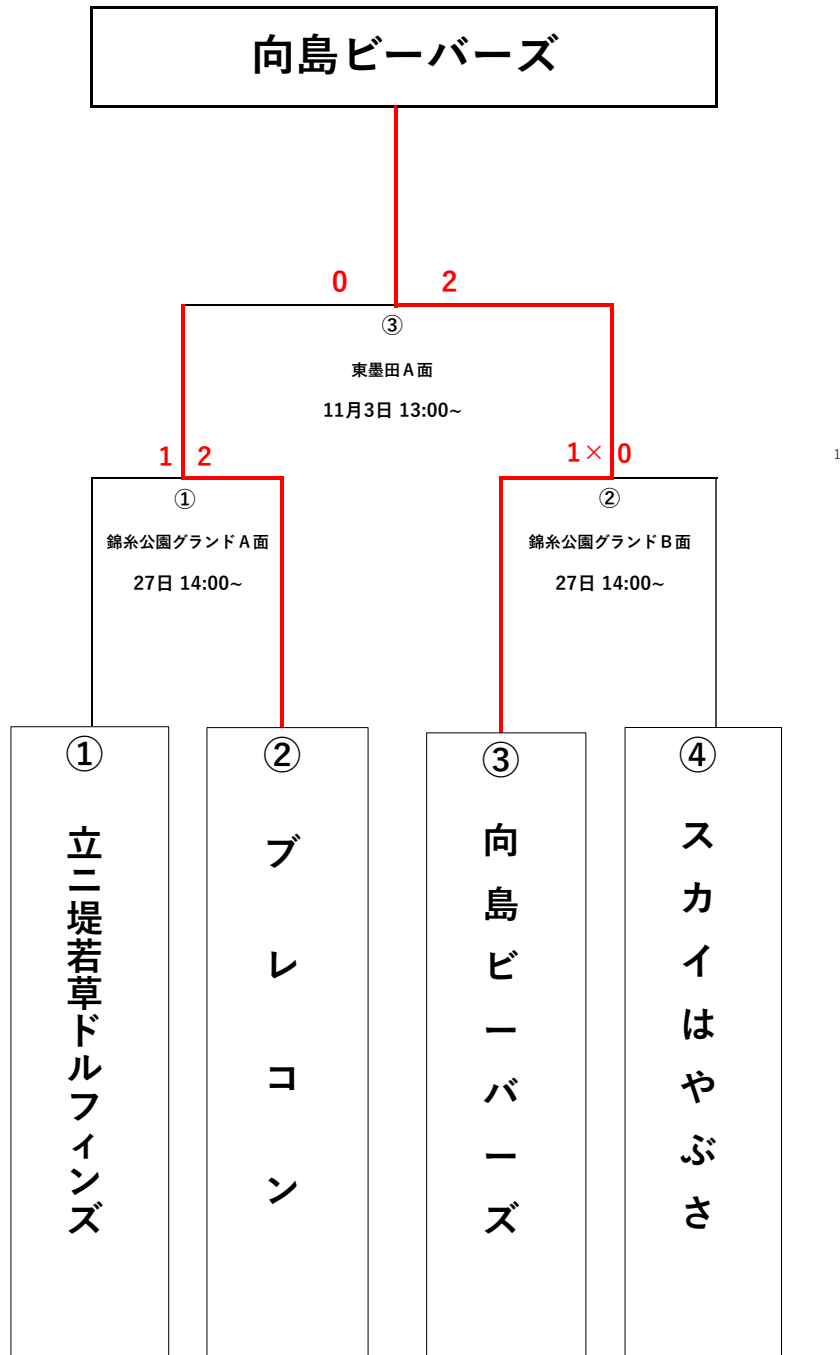 向島ビーバーズ
0 2
③
東墨田A面
11月3日 13:00~
1 2
1× 0
1
①
②
錦糸公園グランドA面
錦糸公園グランドB面
27日 14:00~
27日 14:00~
①
立二堤若草ドルフィンズ
②
ブレコン
③
向島ビーバーズ
④
スカイはやぶさ